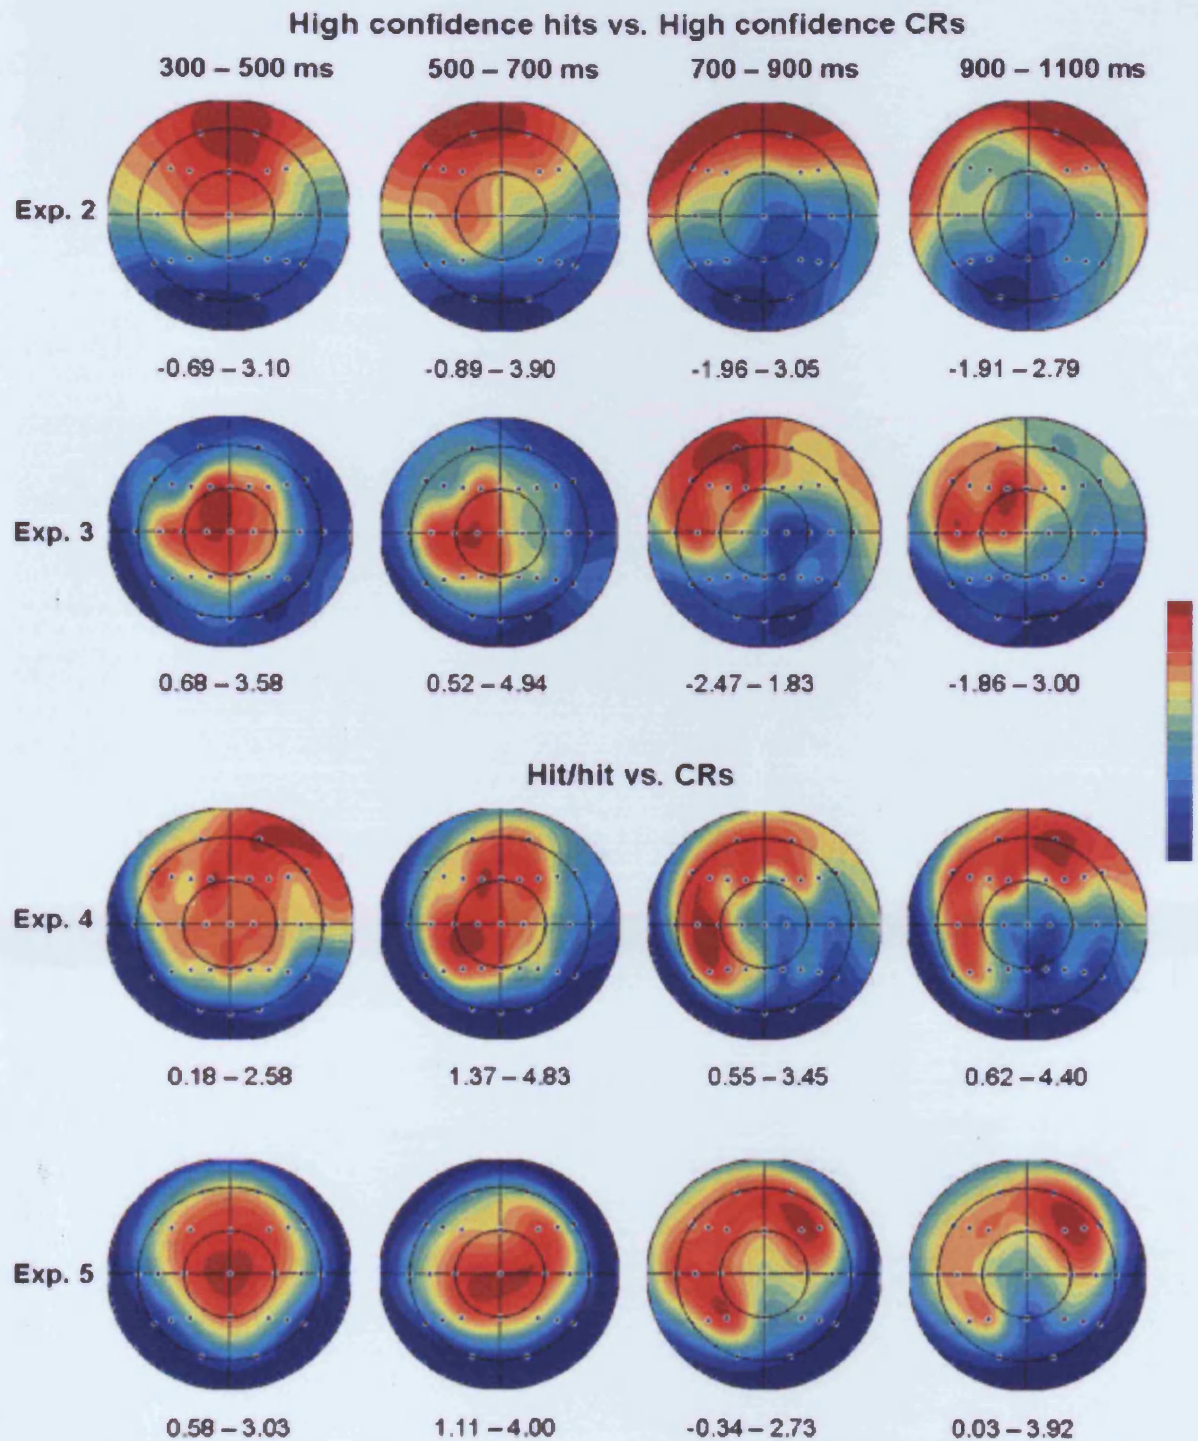 High confidence hits vs. High confidence CRs
300 – 500 ms 500 – 700 ms 700 – 900 ms 900 – 1100 ms
Exp. 2
-0.69 – 3.10 -0.89 – 3.90 -1.96 – 3.05 -1.91 – 2.79
Exp. 3
0.68 – 3.58 0.52 – 4.94 -2.47 – 1.83 -1.86 – 3.00
Hit/hit vs. CRs
Exp. 4
0.18 – 2.58 1.37 – 4.83 0.55 – 3.45 0.62 – 4.40
Exp. 5
0.58 – 3.03 1.11 – 4.00 -0.34 – 2.73 0.03 – 3.92